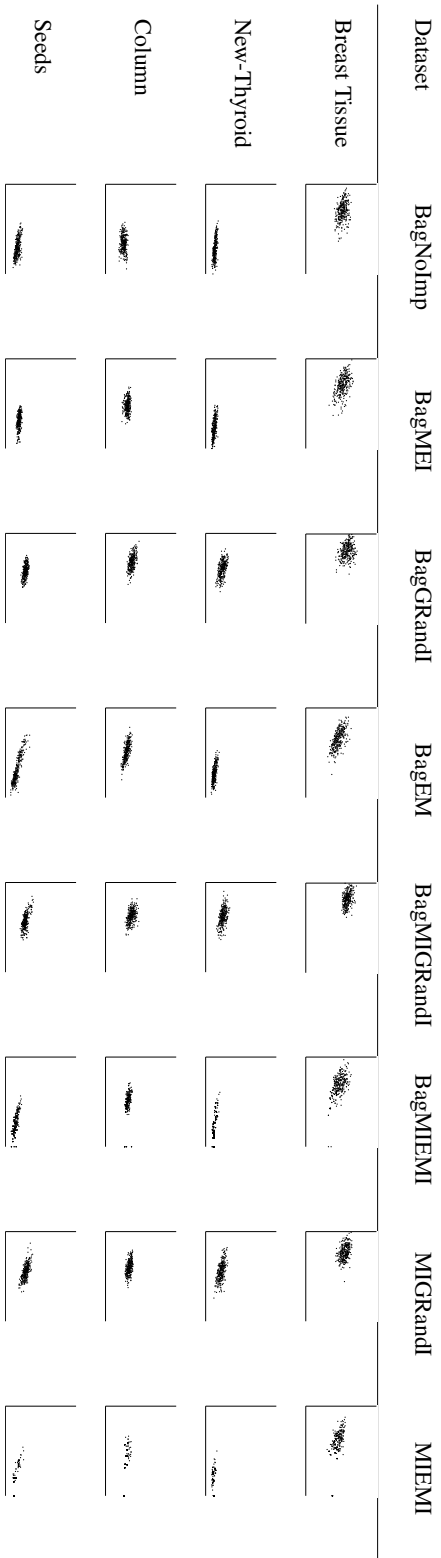 Dataset BagNoImp BagMEI BagGRandI BagEM BagMIGRandI BagMIEMI MIGRandI MIEMI
Breast Tissue
New-Thyroid
Column
Seeds